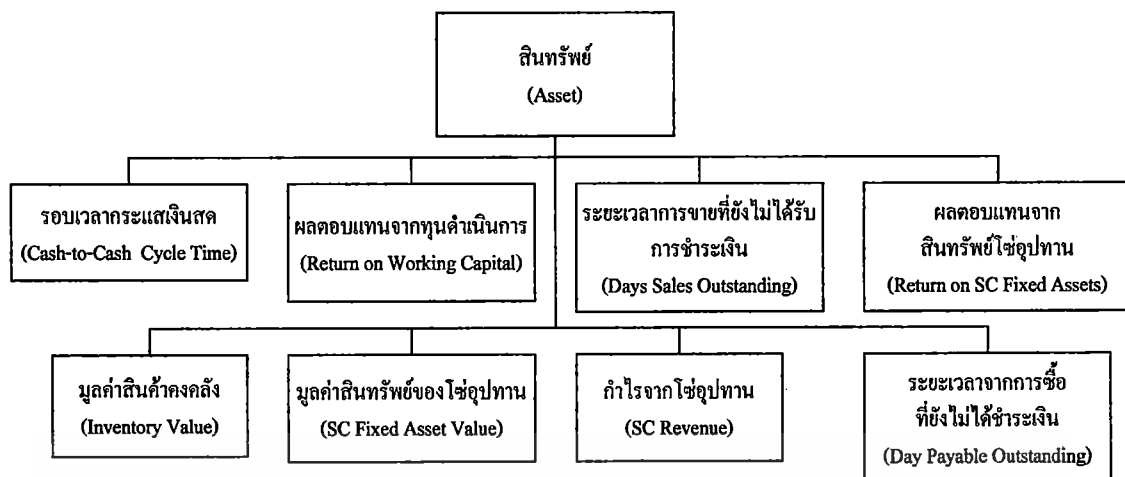 สินทรัพย์
(Asset)
รอบเวลากระแสเงินสด
(Cash-to-Cash Cycle Time)
ผลตอบแทนจากทุนดำเนินการ
(Return on Working Capital)
ระยะเวลาการขายที่ยังไม่ได้รับ
การชำระเงิน
(Days Sales Outstanding)
ผลตอบแทนจาก
สินทรัพย์โซ่อุปทาน
(Return on SC Fixed Assets)
มูลค่าสินค้าคงคลัง
(Inventory Value)
มูลค่าสินทรัพย์ของโซ่อุปทาน
(SC Fixed Asset Value)
กำไรจากโซ่อุปทาน
(SC Revenue)
ระยะเวลาจากการซื้อ
ที่ยังไม่ได้ชำระเงิน
(Day Payable Outstanding)